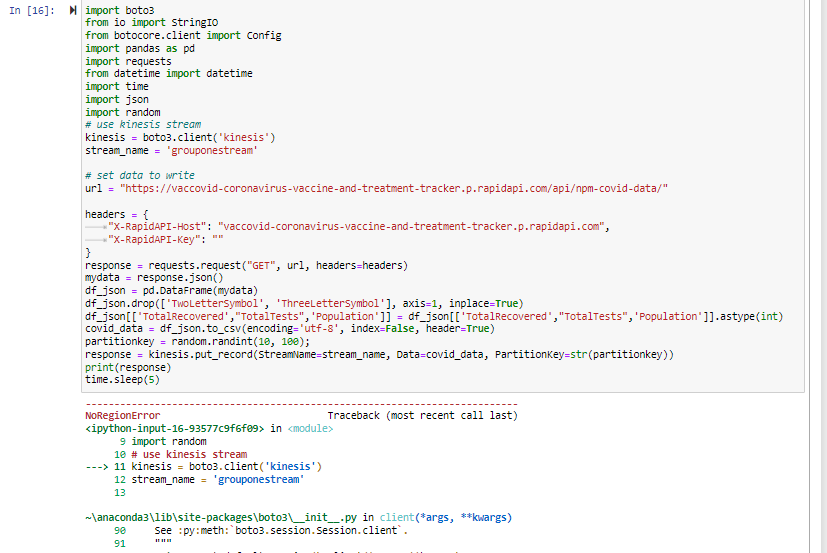 In [16]:
import boto3
from io import StringIO
from botocore.client import Config
import pandas as pd
import requests
from datetime import datetime
import time
import json
import random
# use kinesis stream
kinesis = boto3.client('kinesis')
stream_name = 'grouponestream'
# set data to write
url = "https://vaccovid-coronavirus-vaccine-and-treatment-tracker.p.rapidapi.com/api/npm-covid-data/"
headers = {
"X-RapidAPI-Host": "vaccovid-coronavirus-vaccine-and-treatment-tracker.p.rapidapi.com",
"X-RapidAPI-Key": ""
}
response = requests.request("GET", url, headers=headers)
mydata = response.json()
df_json = pd.DataFrame(mydata)
df_json.drop(['TwoLetterSymbol', 'ThreeLetterSymbol'], axis=1, inplace=True)
df_json[['TotalRecovered',"TotalTests",'Population']] = df_json[['TotalRecovered',"TotalTests",'Population']].astype(int)
covid_data = df_json.to_csv(encoding='utf-8', index=False, header=True)
partitionkey = random.randint(10, 100);
response = kinesis.put_record(StreamName=stream_name, Data=covid_data, PartitionKey=str(partitionkey))
print(response)
time.sleep(5)
---------------------------------------------------------------------------
NoRegionError Traceback (most recent call last)
<ipython-input-16-93577c9f6f09> in <module>
9 import random
10 # use kinesis stream
---> 11 kinesis = boto3.client('kinesis')
12 stream_name = 'grouponestream'
13
~\anaconda3\lib\site-packages\boto3\__init__.py in client(*args, **kwargs)
90 See :py:meth:`boto3.session.Session.client`.
91 """